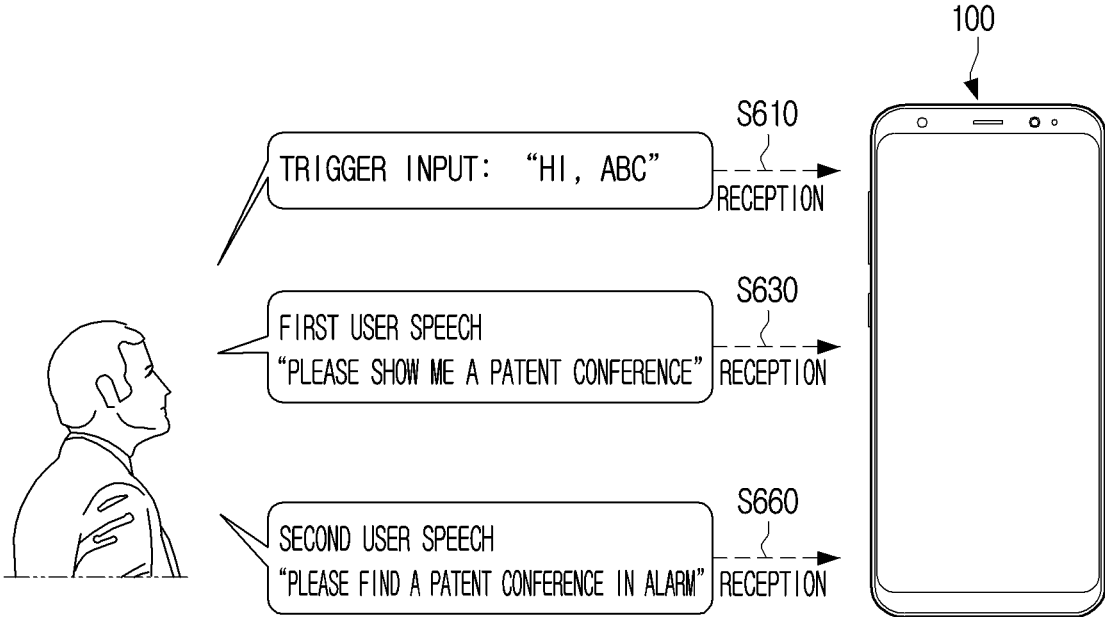 100
S610
TRIGGER INPUT: “HI, ABC”
RECEPTION
S630
FIRST USER SPEECH
“PLEASE SHOW ME A PATENT CONFERENCE”
RECEPTION
S660
SECOND USER SPEECH
“PLEASE FIND A PATENT CONFERENCE IN ALARM”
RECEPTION